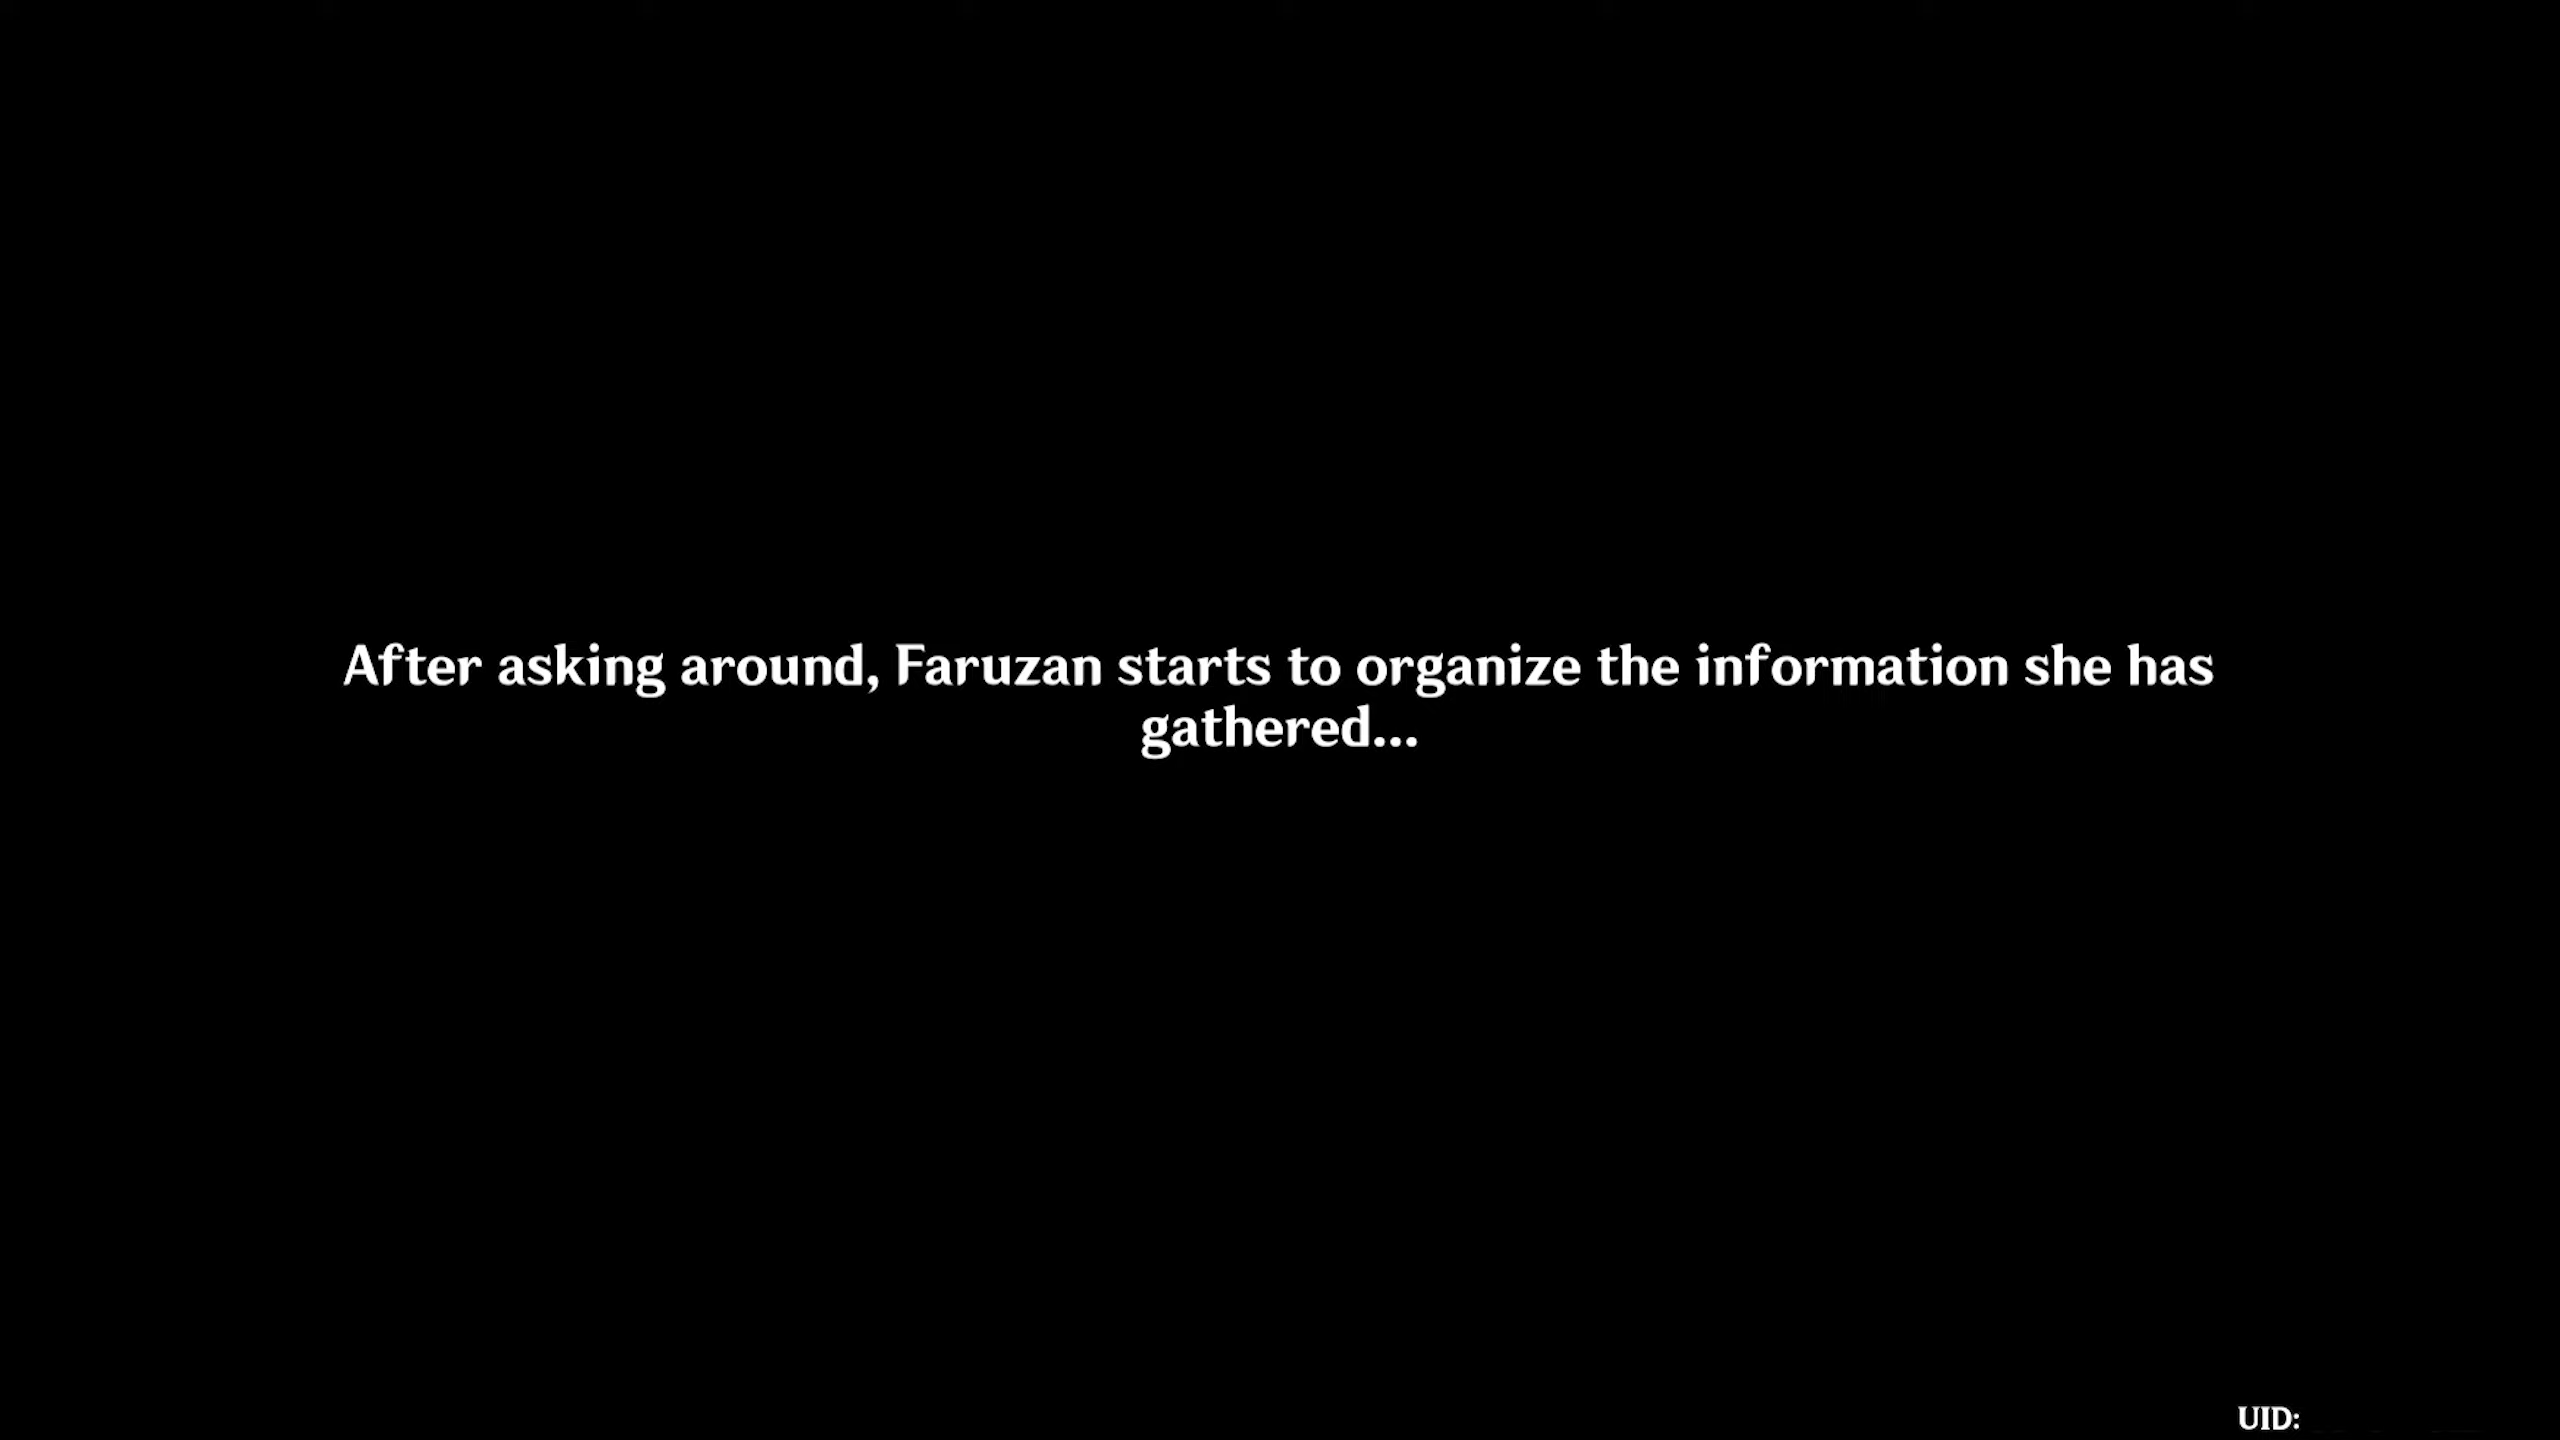 After asking around, Faruzan starts to organize the information she has
gathered...
UID: